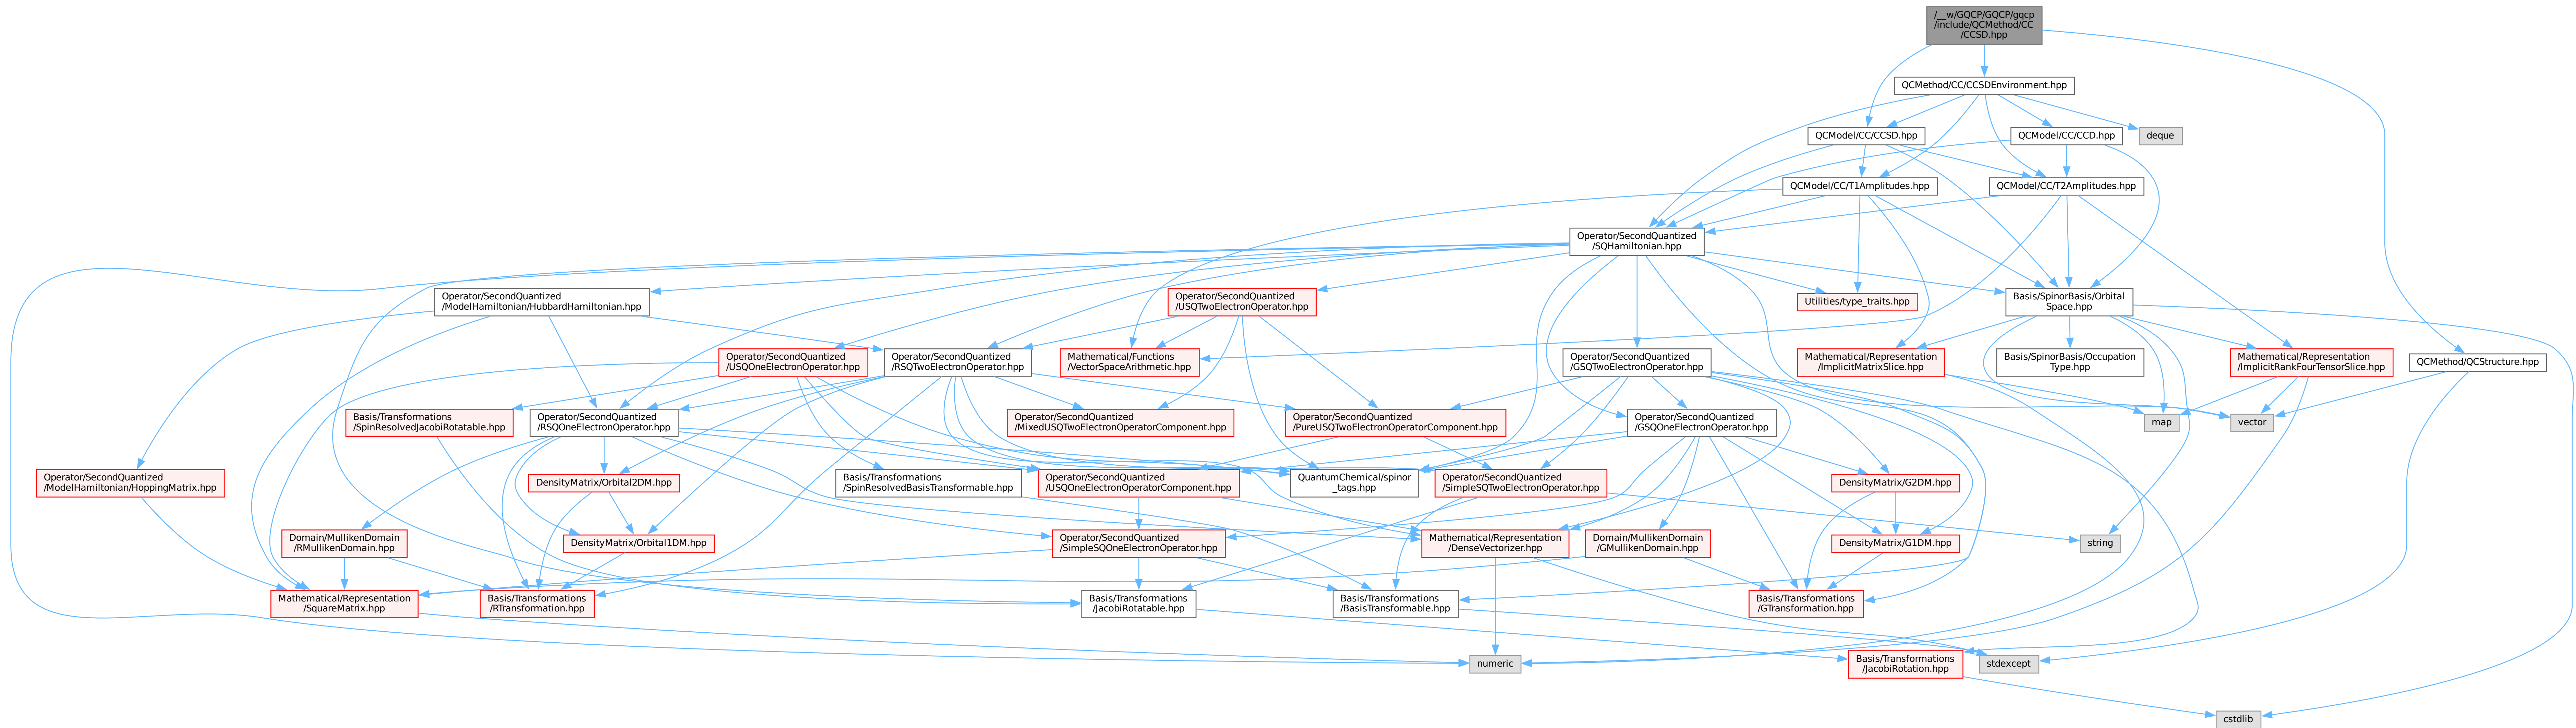 /__w/GQCP/GQCP/gqcp
/include/QCMethod/CC
/CCSD.hpp
QCMethod/CC/CCSDEnvironment.hpp
QCModel/CC/CCSD.hpp
QCModel/CC/CCD.hpp
deque
QCModel/CC/T1Amplitudes.hpp
QCModel/CC/T2Amplitudes.hpp
Operator/SecondQuantized
/SQHamiltonian.hpp
Operator/SecondQuantized
/ModelHamiltonian/HubbardHamiltonian.hpp
Operator/SecondQuantized
/USQTwoElectronOperator.hpp
Utilities/type_traits.hpp
Basis/SpinorBasis/Orbital
Space.hpp
Operator/SecondQuantized
/USQOneElectronOperator.hpp
Operator/SecondQuantized
/RSQTwoElectronOperator.hpp
Mathematical/Functions
/VectorSpaceArithmetic.hpp
Operator/SecondQuantized
/GSQTwoElectronOperator.hpp
Mathematical/Representation
/ImplicitMatrixSlice.hpp
Basis/SpinorBasis/Occupation
Type.hpp
Mathematical/Representation
/ImplicitRankFourTensorSlice.hpp
QCMethod/QCStructure.hpp
Basis/Transformations
/SpinResolvedJacobiRotatable.hpp
Operator/SecondQuantized
/RSQOneElectronOperator.hpp
Operator/SecondQuantized
/MixedUSQTwoElectronOperatorComponent.hpp
Operator/SecondQuantized
/PureUSQTwoElectronOperatorComponent.hpp
Operator/SecondQuantized
/GSQOneElectronOperator.hpp
map
vector
Operator/SecondQuantized
/ModelHamiltonian/HoppingMatrix.hpp
DensityMatrix/Orbital2DM.hpp
Basis/Transformations
/SpinResolvedBasisTransformable.hpp
Operator/SecondQuantized
/USQOneElectronOperatorComponent.hpp
QuantumChemical/spinor
_tags.hpp
Operator/SecondQuantized
/SimpleSQTwoElectronOperator.hpp
DensityMatrix/G2DM.hpp
Domain/MullikenDomain
/RMullikenDomain.hpp
DensityMatrix/Orbital1DM.hpp
Operator/SecondQuantized
/SimpleSQOneElectronOperator.hpp
Mathematical/Representation
/DenseVectorizer.hpp
Domain/MullikenDomain
/GMullikenDomain.hpp
DensityMatrix/G1DM.hpp
string
Mathematical/Representation
/SquareMatrix.hpp
Basis/Transformations
/RTransformation.hpp
Basis/Transformations
/JacobiRotatable.hpp
Basis/Transformations
/BasisTransformable.hpp
Basis/Transformations
/GTransformation.hpp
numeric
Basis/Transformations
/JacobiRotation.hpp
stdexcept
cstdlib